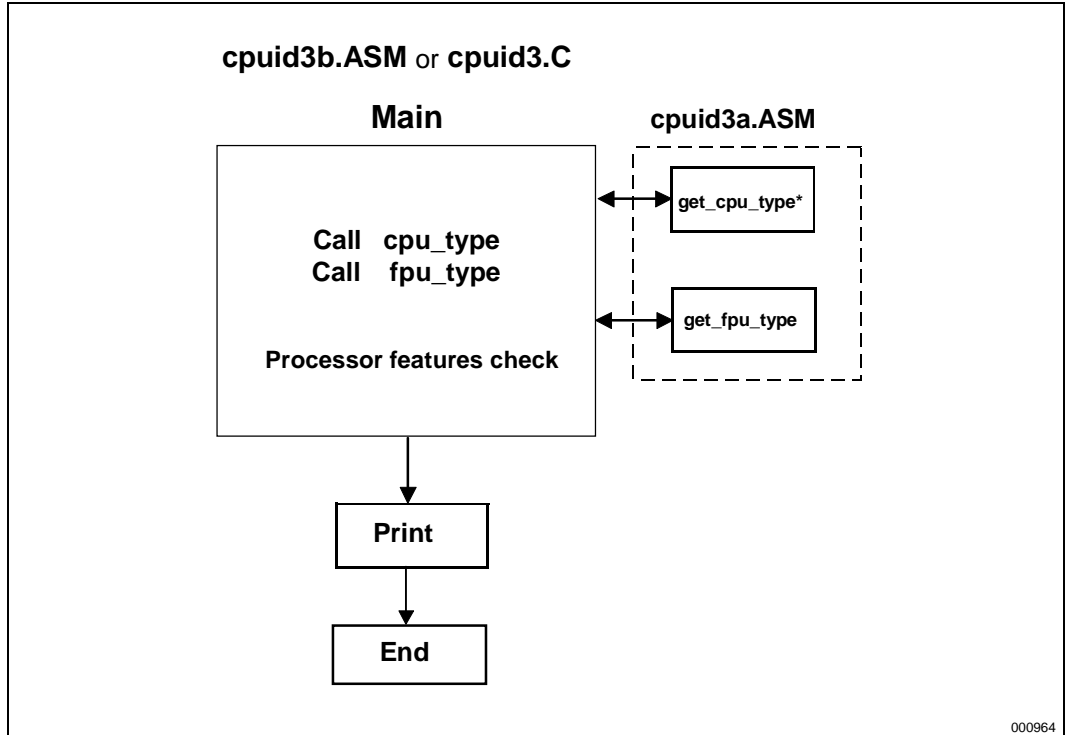 cpuid3b.ASM or cpuid3.C
Main
cpuid3a.ASM
get_cpu_type*
Call cpu_type
Call fpu_type
get_fpu_type
Processor features check
Print
End
000964